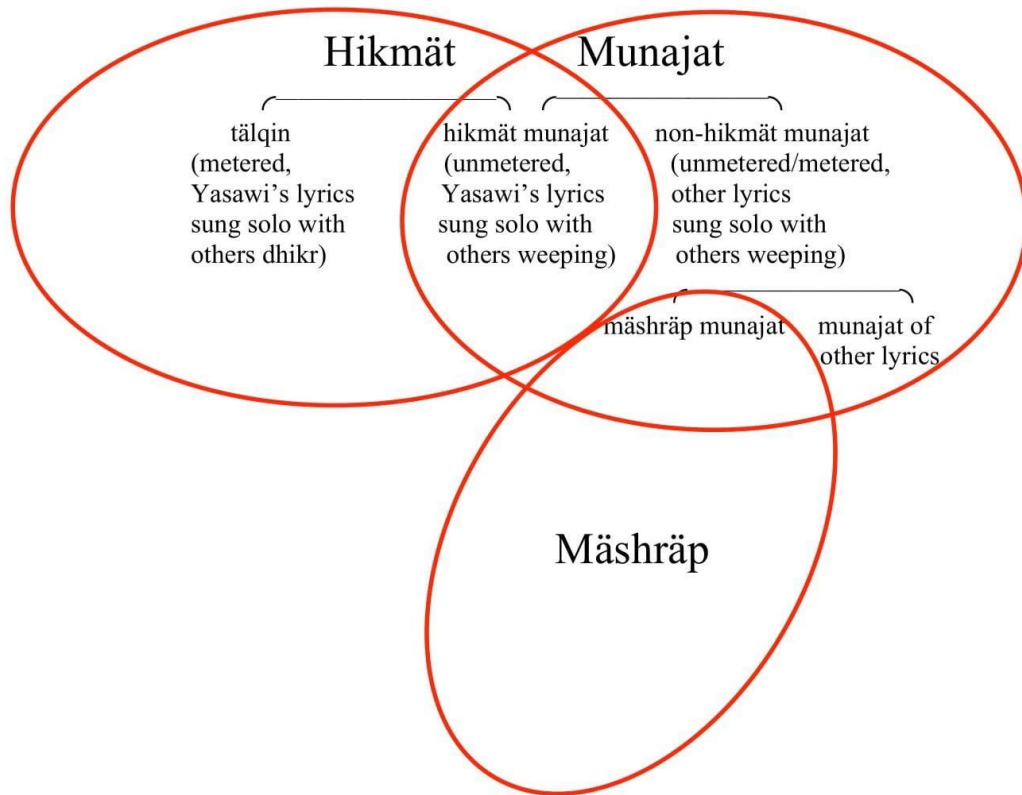 Hikmät
Munajat
tälqin
(metered,
Yasawi’s lyrics
sung solo with
others dhikr)
hikmät munajat
(unmetered,
Yasawi’s lyrics
sung solo with
others weeping)
non-hikmät munajat
(unmetered/metered,
other lyrics
sung solo with
others weeping)
mäshräp munajat
munajat of
other lyrics
Mäshräp